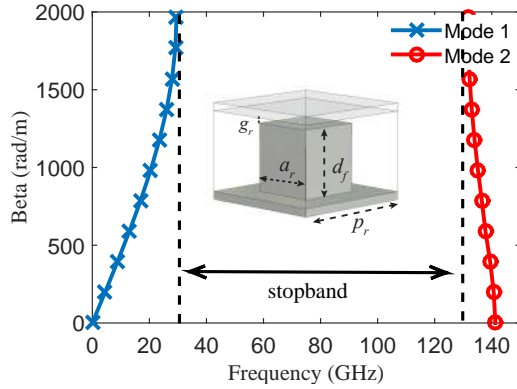 2000
1500
1000
500
0
Beta (rad/m)
Mode 1
Mode 2
g_r
a_r
d_f
p_r
stopband
0 20 40 60 80 100 120 140
Frequency (GHz)